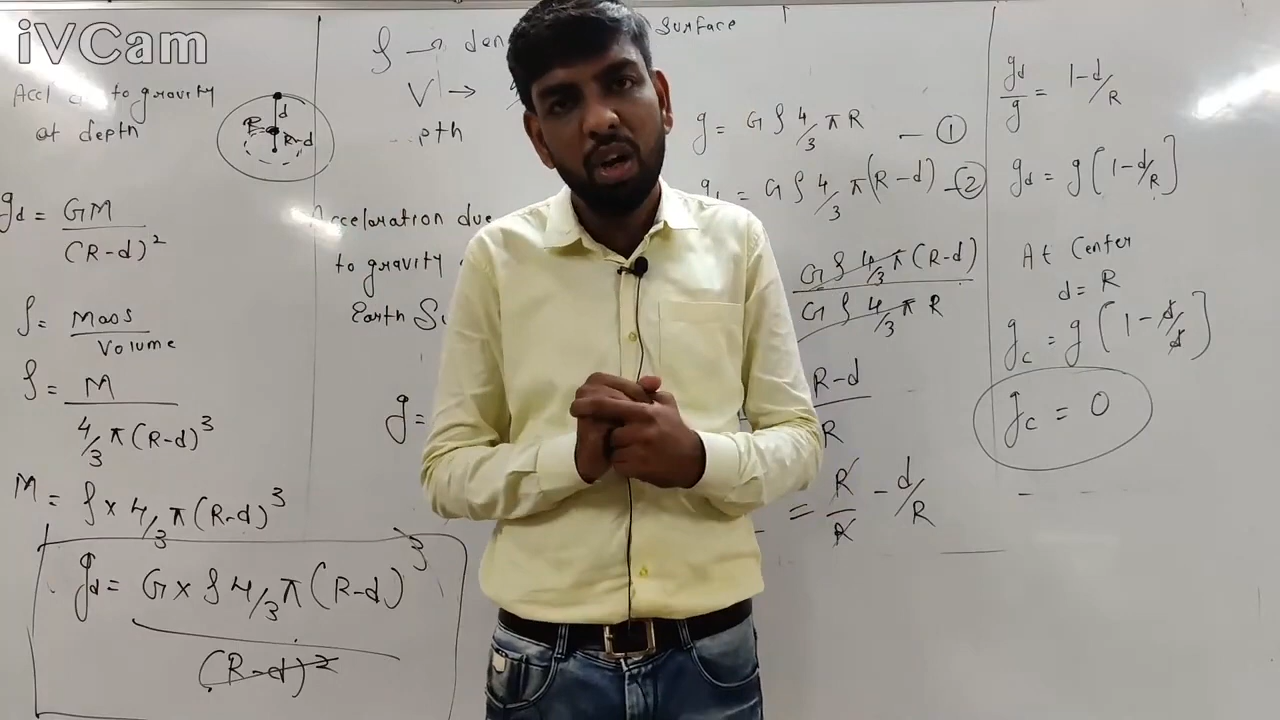 iVCam
Accl due to gravity
at depth
d
R
R-d
gd = GM
(R-d)²
ρ = Mass
Volume
ρ = M
4/3 π(R-d)³
M = ρ × 4/3 π(R-d)³
gd = G × ρ 4/3 π(R-d)³
(R-d)²
Surface
ρ →
V →
Acceleration due
to gravity
Earth
g =
g = G ρ 4/3 π R — ①
= G ρ 4/3 π(R-d) — ②
G ρ 4/3 π(R-d)
G ρ 4/3 π R
R-d
R
= R/R - d/R
gd/g = 1-d/R
gd = g[1-d/R]
At Center
d = R
gc = g[1-
gc = 0